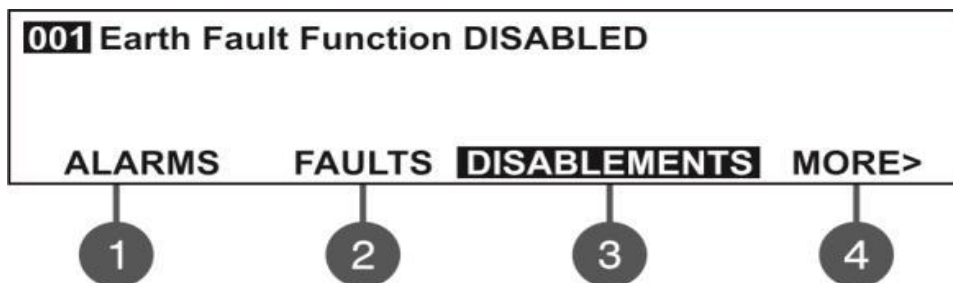 001 Earth Fault Function DISABLED
ALARMS FAULTS DISABLEMENTS MORE>
1 2 3 4